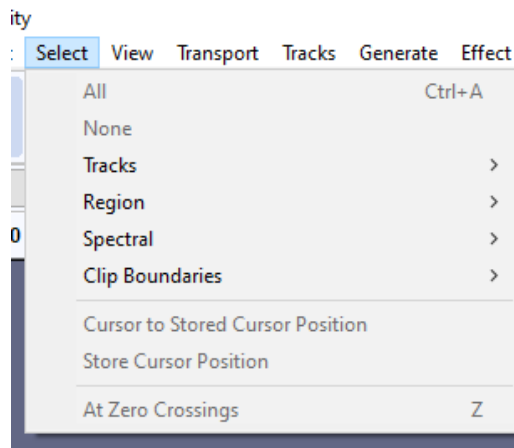 ity
: Select View Transport Tracks Generate Effect
All Ctrl+A
None
Tracks >
Region >
Spectral >
0
Clip Boundaries >
Cursor to Stored Cursor Position
Store Cursor Position
At Zero Crossings Z